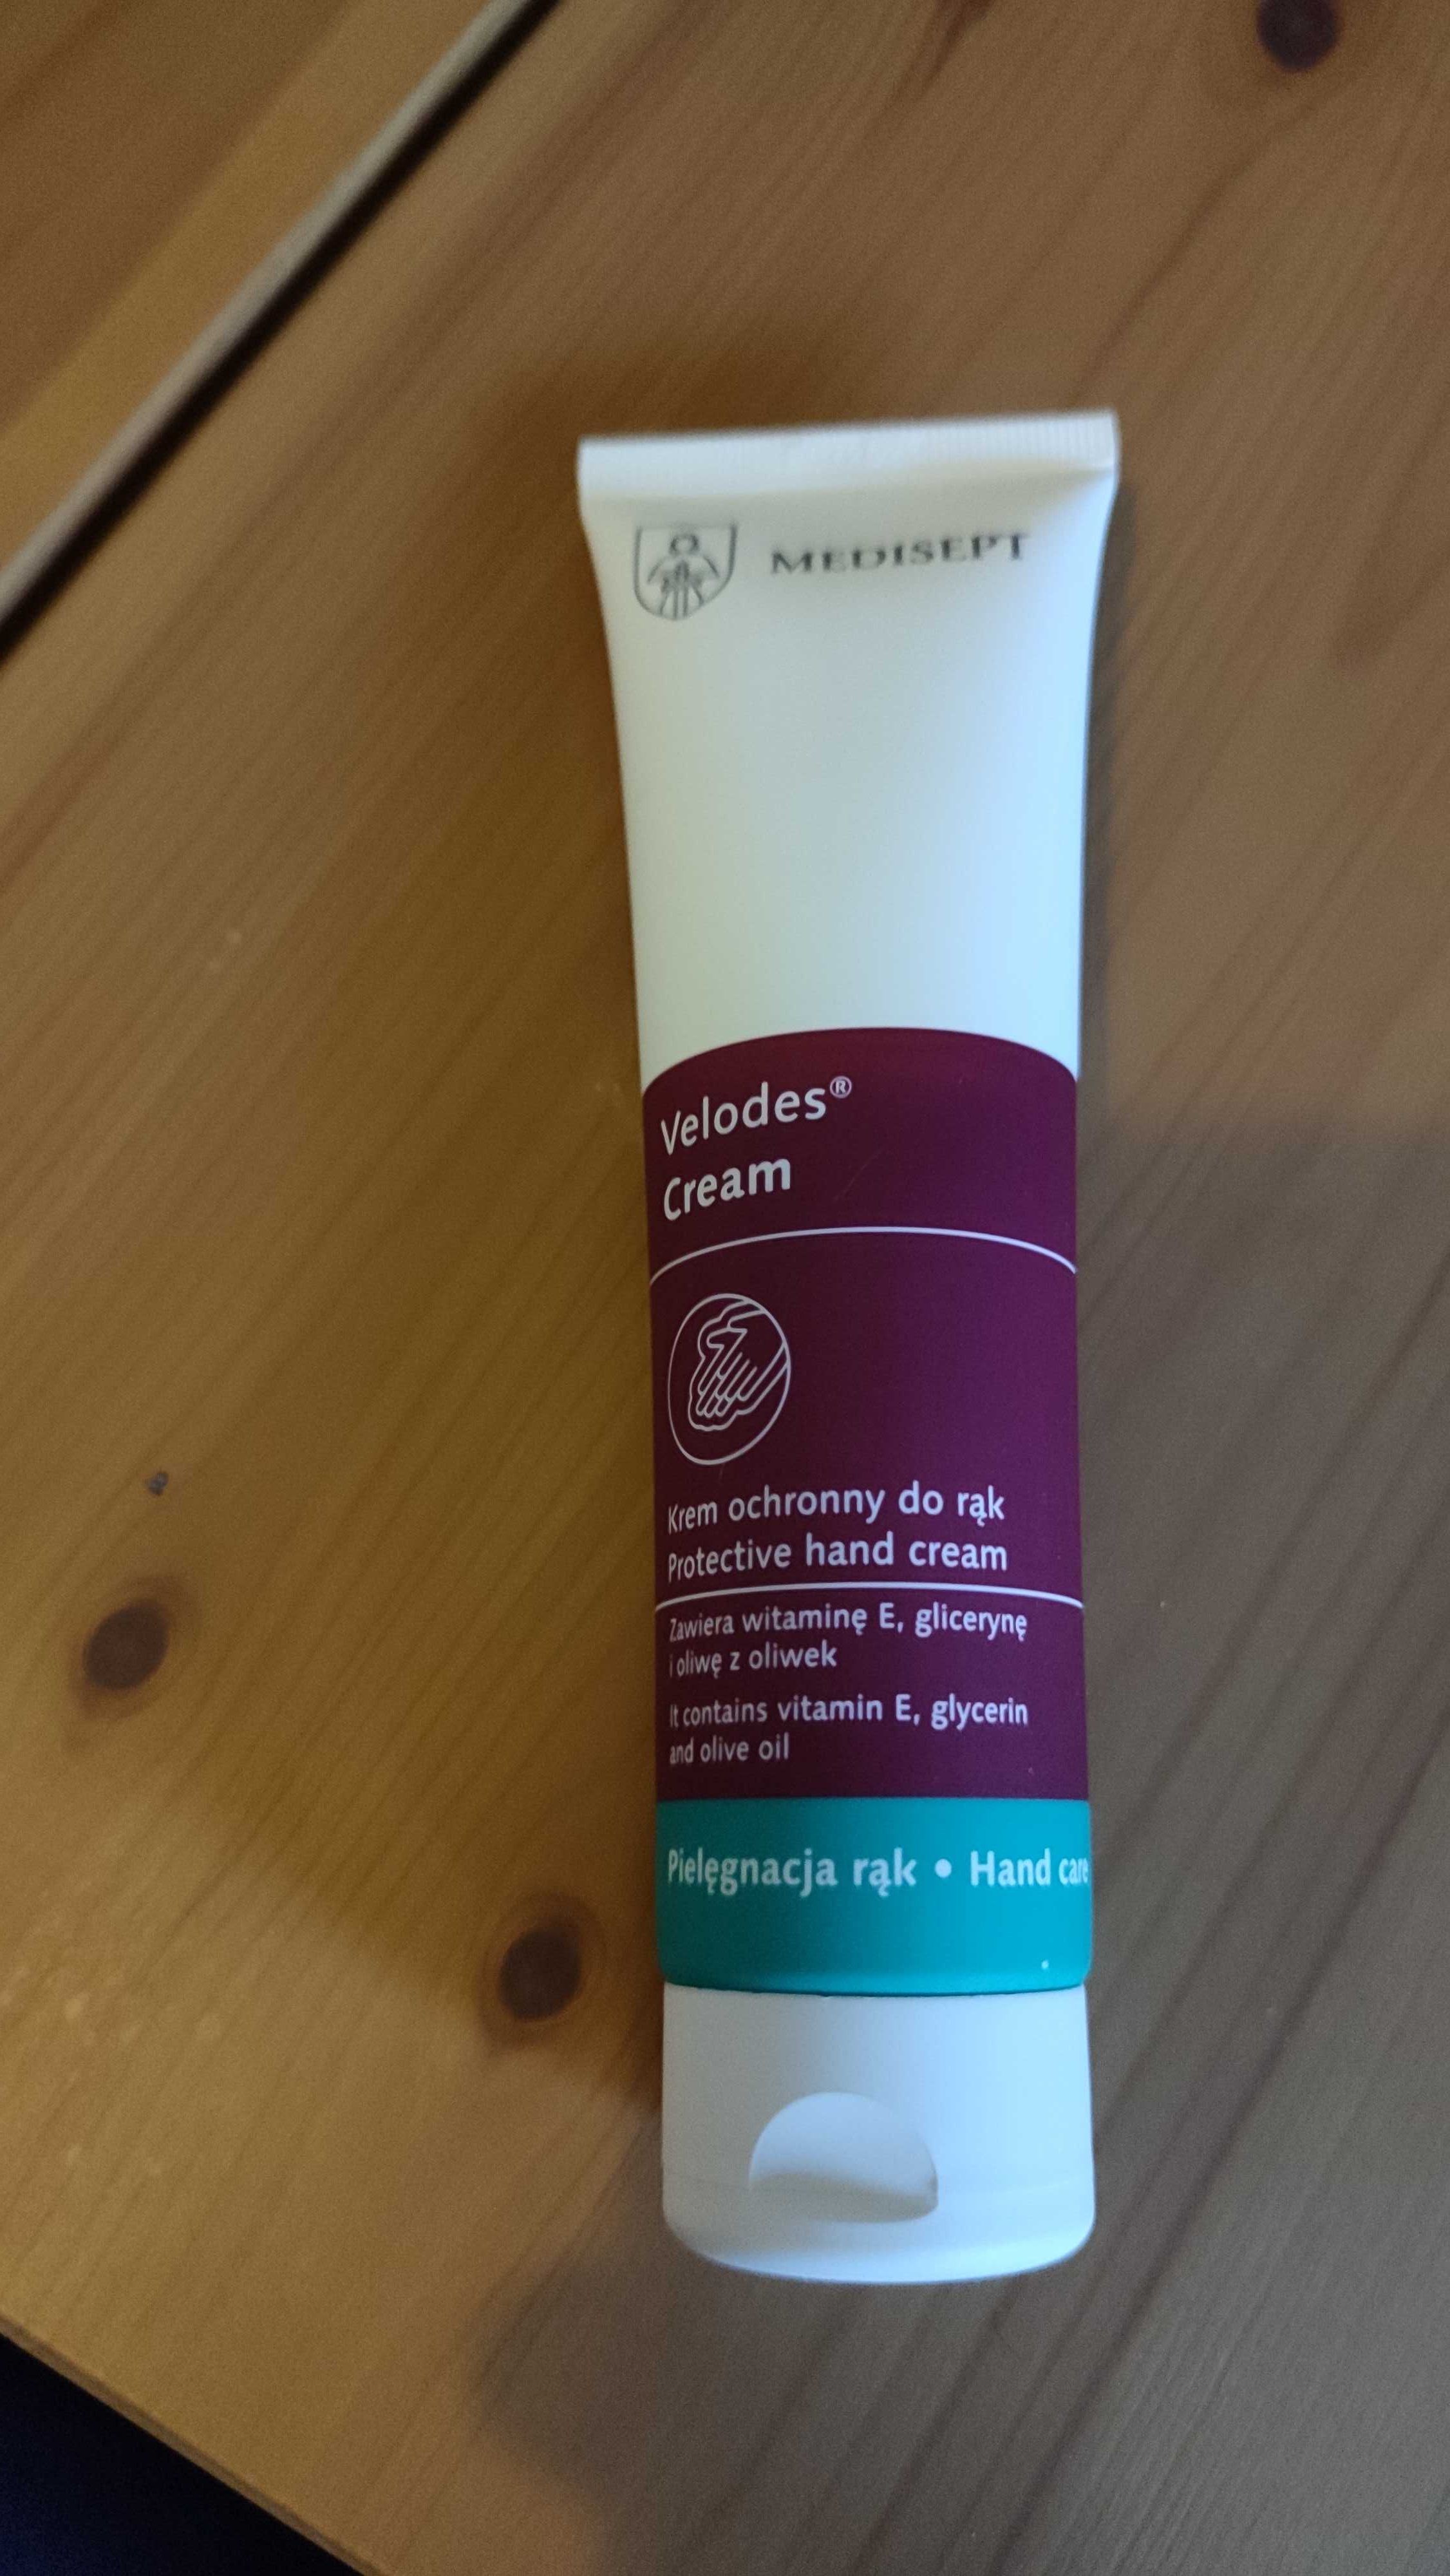 MEDISEPT
Velodes®
Cream
Krem ochronny do rąk
Protective hand cream
Zawiera witaminę E, glicerynę
i oliwę z oliwek
It contains vitamin E, glycerin
and olive oil
Pielęgnacja rąk • Hand care